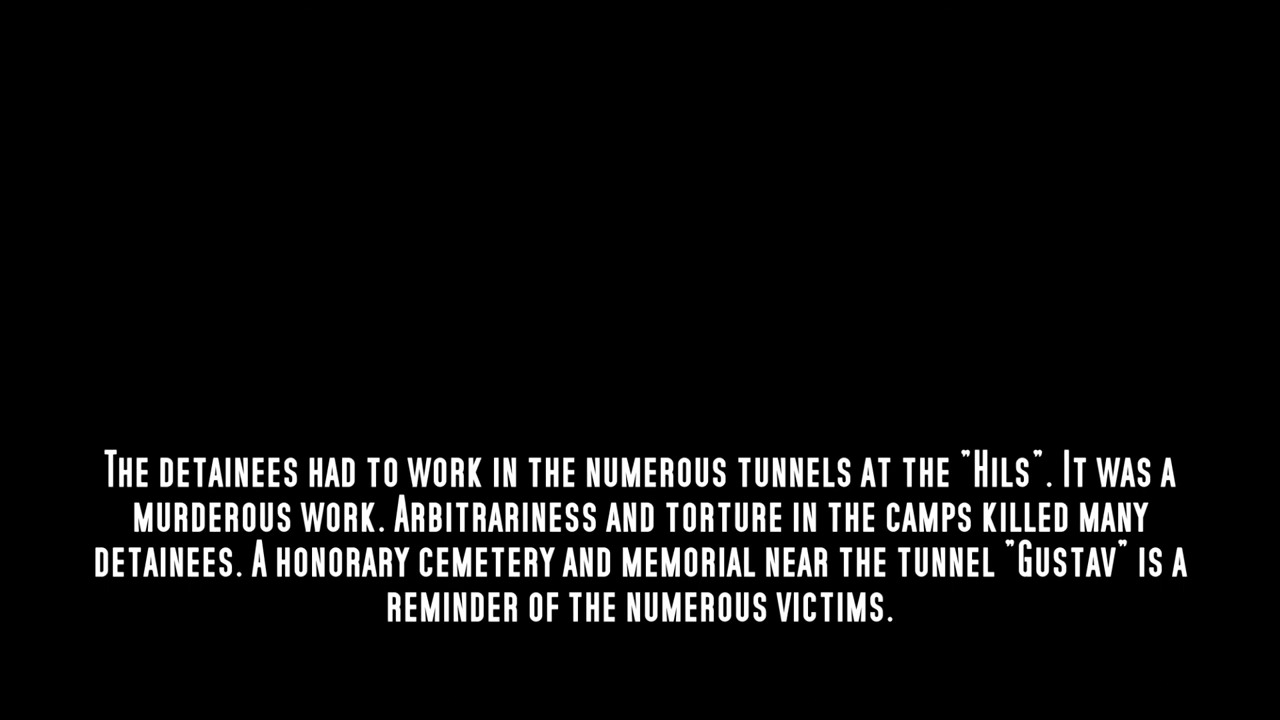 The detainees had to work in the numerous tunnels at the "Hils". It was a
murderous work. Arbitrariness and torture in the camps killed many
detainees. A honorary cemetery and memorial near the tunnel "Gustav" is a
reminder of the numerous victims.